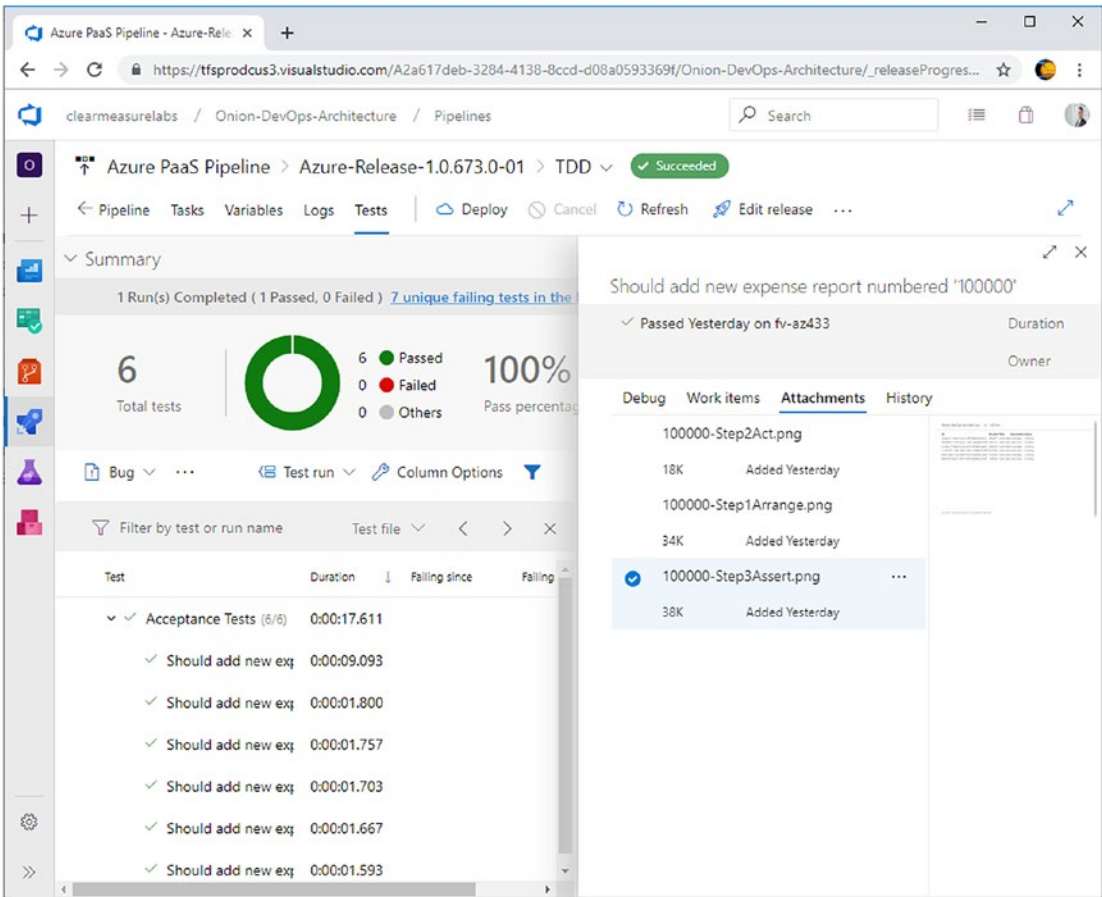 Azure PaaS Pipeline - Azure-Rele
https://tfsprodcus3.visualstudio.com/A2a617deb-3284-4138-8ccd-d08a0593369f/Onion-DevOps-Architecture/_releaseProgres...
clearmeasurelabs / Onion-DevOps-Architecture / Pipelines
Search
O
Azure PaaS Pipeline > Azure-Release-1.0.673.0-01 > TDD
Succeeded
Pipeline Tasks Variables Logs Tests Deploy Cancel Refresh Edit release ...
Summary
1 Run(s) Completed ( 1 Passed, 0 Failed ) 7 unique failing tests in the
6
Total tests
6 Passed
0 Failed
0 Others
100%
Pass percentag
Bug ... Test run Column Options
Filter by test or run name Test file
Test Duration Failing since Failing
Acceptance Tests (6/6) 0:00:17.611
Should add new exp 0:00:09.093
Should add new exp 0:00:01.800
Should add new exp 0:00:01.757
Should add new exp 0:00:01.703
Should add new exp 0:00:01.667
Should add new exp 0:00:01.593
Should add new expense report numbered '100000'
Passed Yesterday on fv-az433 Duration
Owner
Debug Work items Attachments History
100000-Step2Act.png
18K Added Yesterday
100000-Step1Arrange.png
34K Added Yesterday
100000-Step3Assert.png ...
38K Added Yesterday